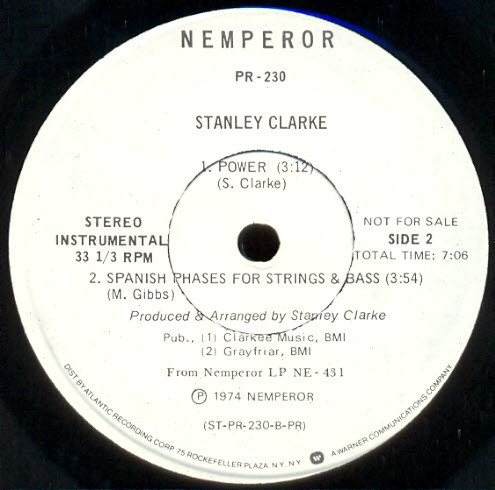 NEMPEROR
PR-230
STANLEY CLARKE
1. POWER (3:12)
(S. Clarke)
STEREO
INSTRUMENTAL
33 1/3 RPM
NOT FOR SALE
SIDE 2
TOTAL TIME: 7:06
2. SPANISH PHASES FOR STRINGS & BASS (3:54)
(M. Gibbs)
Produced & Arranged by Stanley Clarke
Pub., (1) Clarkee Music, BMI
(2) Grayfriar, BMI
From Nemperor LP NE-431
Ⓟ 1974 NEMPEROR
(ST-PR-230-B-PR)
DIST BY ATLANTIC RECORDING CORP 75 ROCKEFELLER PLAZA N.Y. N.Y. A WARNER COMMUNICATIONS COMPANY